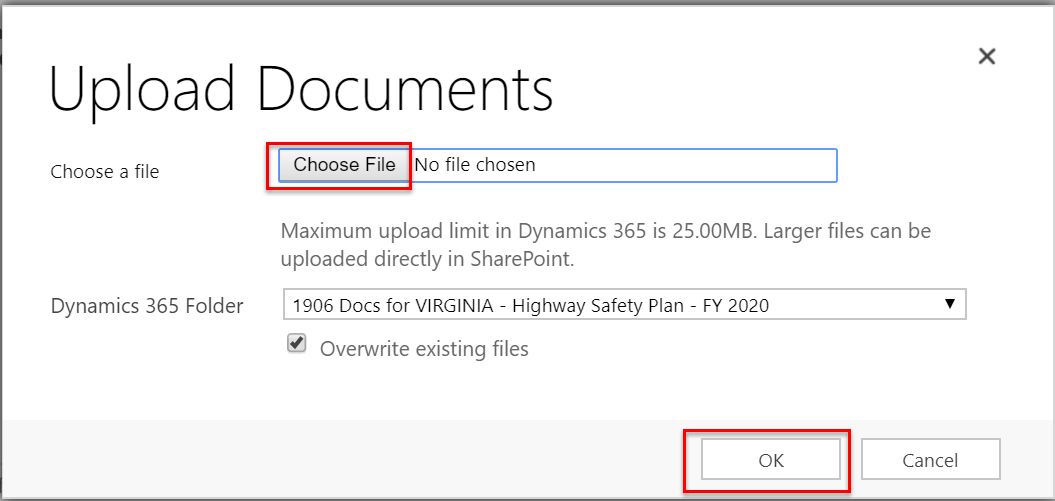 Upload Documents
Choose a file
Choose File No file chosen
Maximum upload limit in Dynamics 365 is 25.00MB. Larger files can be
uploaded directly in SharePoint.
Dynamics 365 Folder
1906 Docs for VIRGINIA - Highway Safety Plan - FY 2020
Overwrite existing files
OK
Cancel